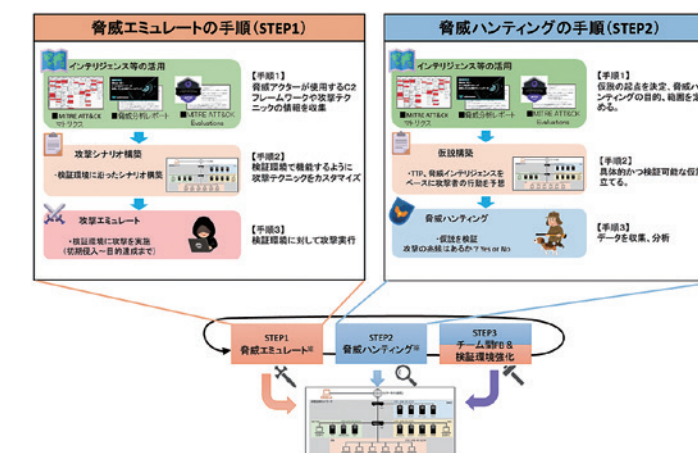 脅威エミュレートの手順(STEP1)
インテリジェンス等の活用
■MITRE ATT&CK
マトリクス
■脅威分析レポート
■MITRE ATT&CK
Evaluations
【手順1】
脅威アクターが使用するC2
フレームワークや攻撃テク
ニックの情報を収集
攻撃シナリオ構築
・検証環境に沿ったシナリオ構築
【手順2】
検証環境で機能するように
攻撃テクニックをカスタマイズ
攻撃エミュレート
・検証環境に攻撃を実施
(初期侵入～目的達成まで)
【手順3】
検証環境に対して攻撃実行
脅威ハンティングの手順(STEP2)
インテリジェンス等の活用
■MITRE ATT&CK
マトリクス
■脅威分析レポート
■MITRE ATT&CK
Evaluations
【手順1】
仮説の起点を決定、脅威ハ
ンティングの目的、範囲を
める。
仮説構築
・TTP、脅威インテリジェンスを
ベースに攻撃者の行動を予想
【手順2】
具体的かつ検証可能な
立てる。
脅威ハンティング
・仮説を検証
攻撃の痕跡はあるか？Yes or No
【手順3】
データを収集、分析
STEP1
脅威エミュレート※
STEP2
脅威ハンティング※
STEP3
チーム間FB＆
検証環境強化